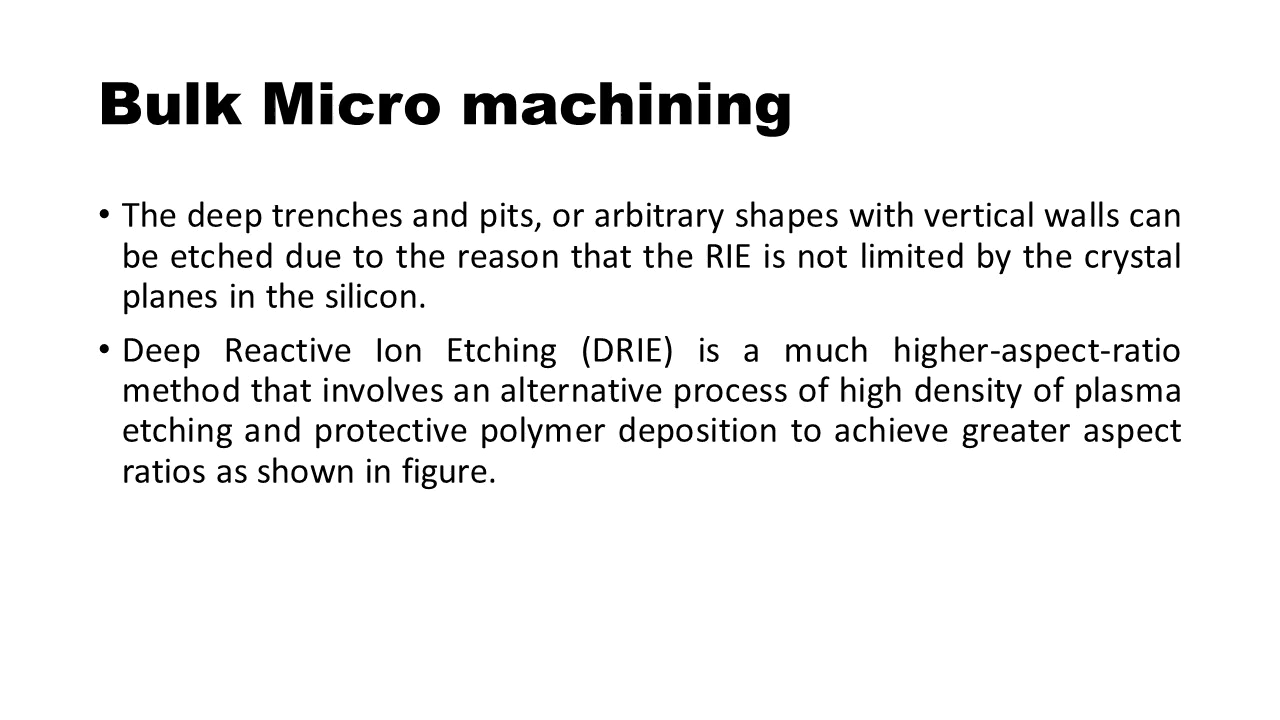 Bulk Micro machining
• The deep trenches and pits, or arbitrary shapes with vertical walls can
be etched due to the reason that the RIE is not limited by the crystal
planes in the silicon.
• Deep Reactive Ion Etching (DRIE) is a much higher-aspect-ratio
method that involves an alternative process of high density of plasma
etching and protective polymer deposition to achieve greater aspect
ratios as shown in figure.